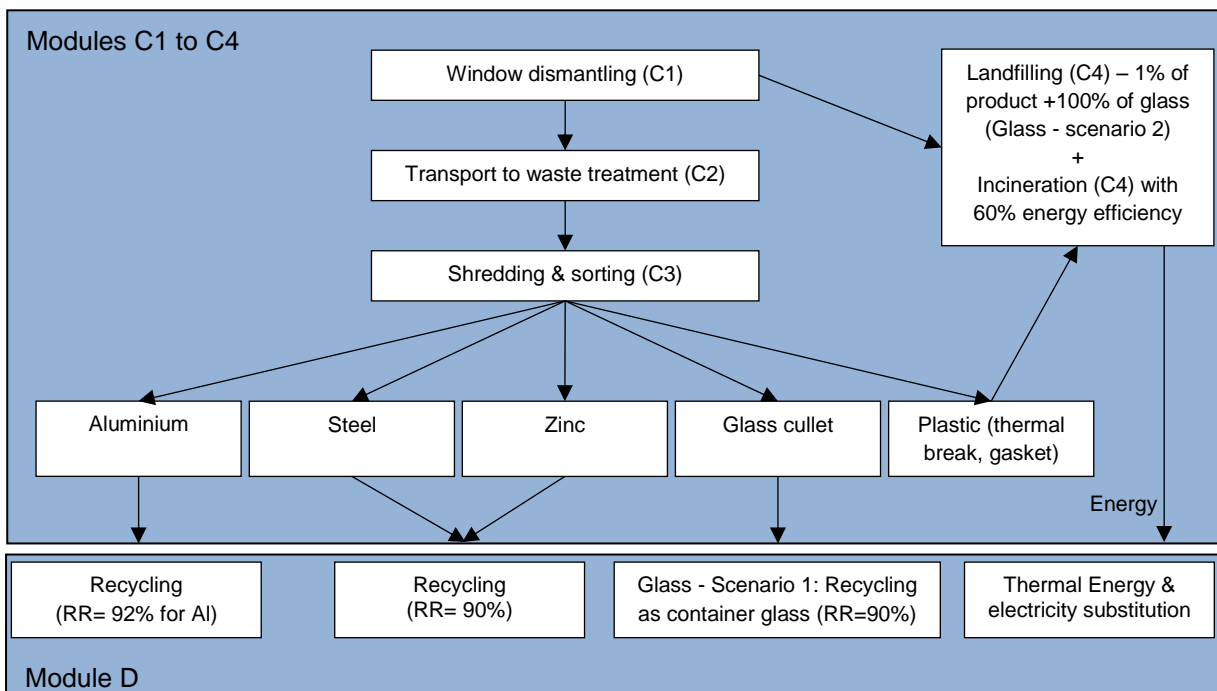 Modules C1 to C4
Window dismantling (C1)
Landfilling (C4) – 1% of
product +100% of glass
(Glass - scenario 2)
+
Incineration (C4) with
60% energy efficiency
Transport to waste treatment (C2)
Shredding & sorting (C3)
Aluminium
Steel
Zinc
Glass cullet
Plastic (thermal
break, gasket)
Energy
Recycling
(RR= 92% for Al)
Recycling
(RR= 90%)
Glass - Scenario 1: Recycling
as container glass (RR=90%)
Thermal Energy &
electricity substitution
Module D